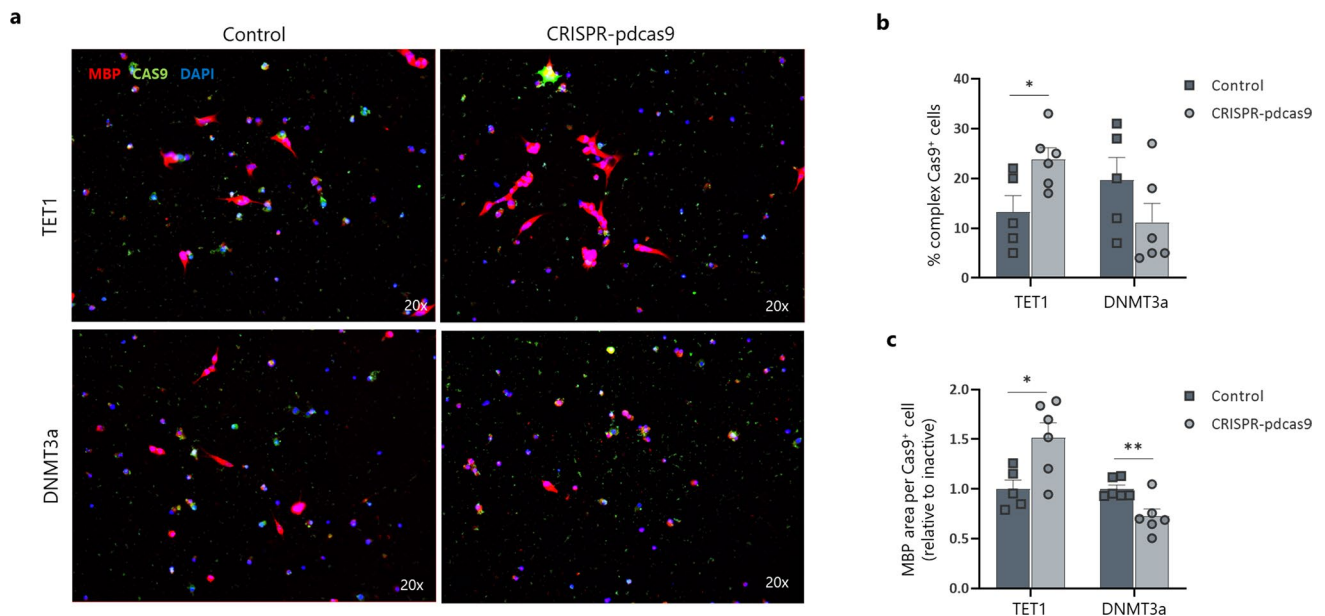 a
Control
CRISPR-pdcas9
MBP CAS9 DAPI
TET1
20x
20x
DNMT3a
20x
20x
b
% complex Cas9⁺ cells
40
30
20
10
0
*
TET1
DNMT3a
Control
CRISPR-pdcas9
c
MBP area per Cas9⁺ cell
(relative to inactive)
2.0
1.5
1.0
0.5
0.0
*
**
TET1
DNMT3a
Control
CRISPR-pdcas9